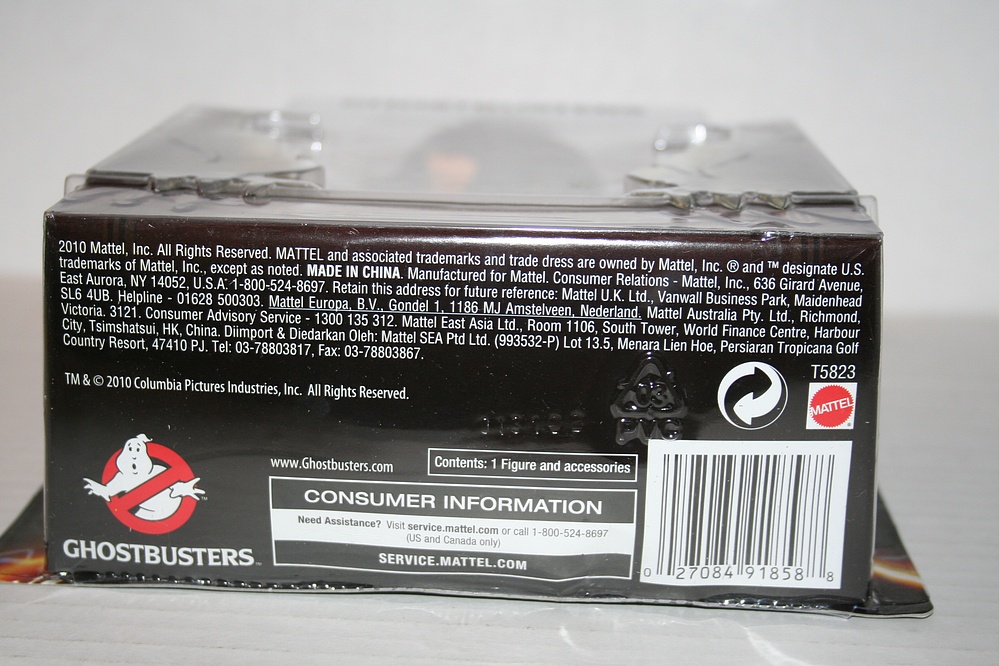 2010 Mattel, Inc. All Rights Reserved. MATTEL and associated trademarks and trade dress are owned by Mattel, Inc. ® and ™ designate U.S.
trademarks of Mattel, Inc., except as noted. MADE IN CHINA. Manufactured for Mattel. Consumer Relations - Mattel, Inc., 636 Girard Avenue,
East Aurora, NY 14052, U.S.A. 1-800-524-8697. Retain this address for future reference: Mattel U.K. Ltd., Vanwall Business Park, Maidenhead
SL6 4UB. Helpline - 01628 500303. Mattel Europa, B.V., Gondel 1, 1186 MJ Amstelveen, Nederland. Mattel Australia Pty. Ltd., Richmond,
Victoria. 3121. Consumer Advisory Service - 1300 135 312. Mattel East Asia Ltd., Room 1106, South Tower, World Finance Centre, Harbour
City, Tsimshatsui, HK, China. Diimport & Diedarkan Oleh: Mattel SEA Ptd Ltd. (993532-P) Lot 13.5, Menara Lien Hoe, Persiaran Tropicana Golf
Country Resort, 47410 PJ. Tel: 03-78803817, Fax: 03-78803867.
TM & © 2010 Columbia Pictures Industries, Inc. All Rights Reserved.
T5823
MATTEL®
PVC
GHOSTBUSTERS™
www.Ghostbusters.com
Contents: 1 Figure and accessories
CONSUMER INFORMATION
Need Assistance? Visit service.mattel.com or call 1-800-524-8697
(US and Canada only)
SERVICE.MATTEL.COM
0 27084 91858 8